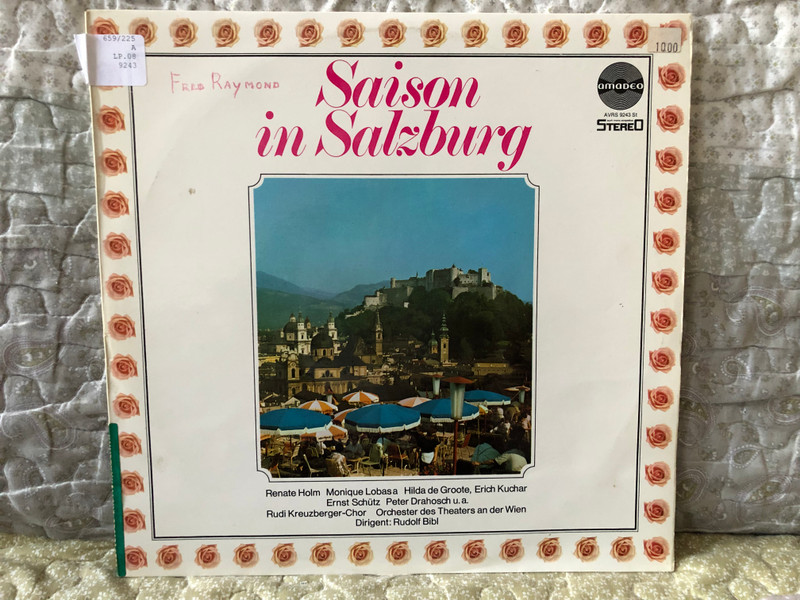 659/225
A
LP.08
9243
1000
FRED RAYMOND
Saison
in Salzburg
amadeo
AVRS 9243 St
STEREO
Renate Holm Monique Lobasa Hilda de Groote, Erich Kuchar
Ernst Schütz Peter Drahosch u.a.
Rudi Kreuzberger-Chor Orchester des Theaters an der Wien
Dirigent: Rudolf Bibl